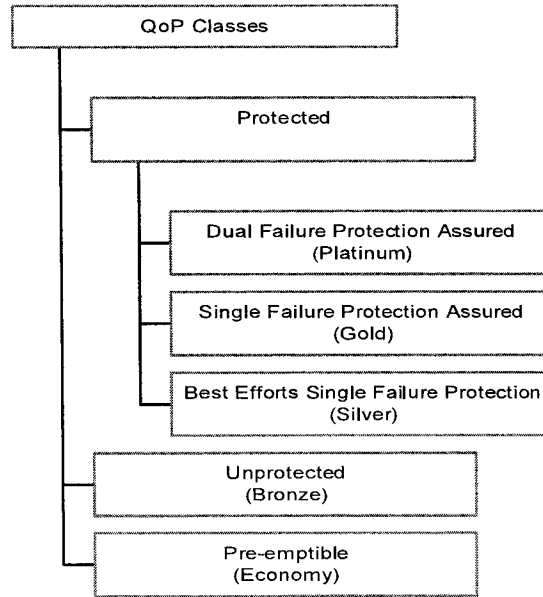 QoP Classes
Protected
Dual Failure Protection Assured
(Platinum)
Single Failure Protection Assured
(Gold)
Best Efforts Single Failure Protection
(Silver)
Unprotected
(Bronze)
Pre-emptible
(Economy)